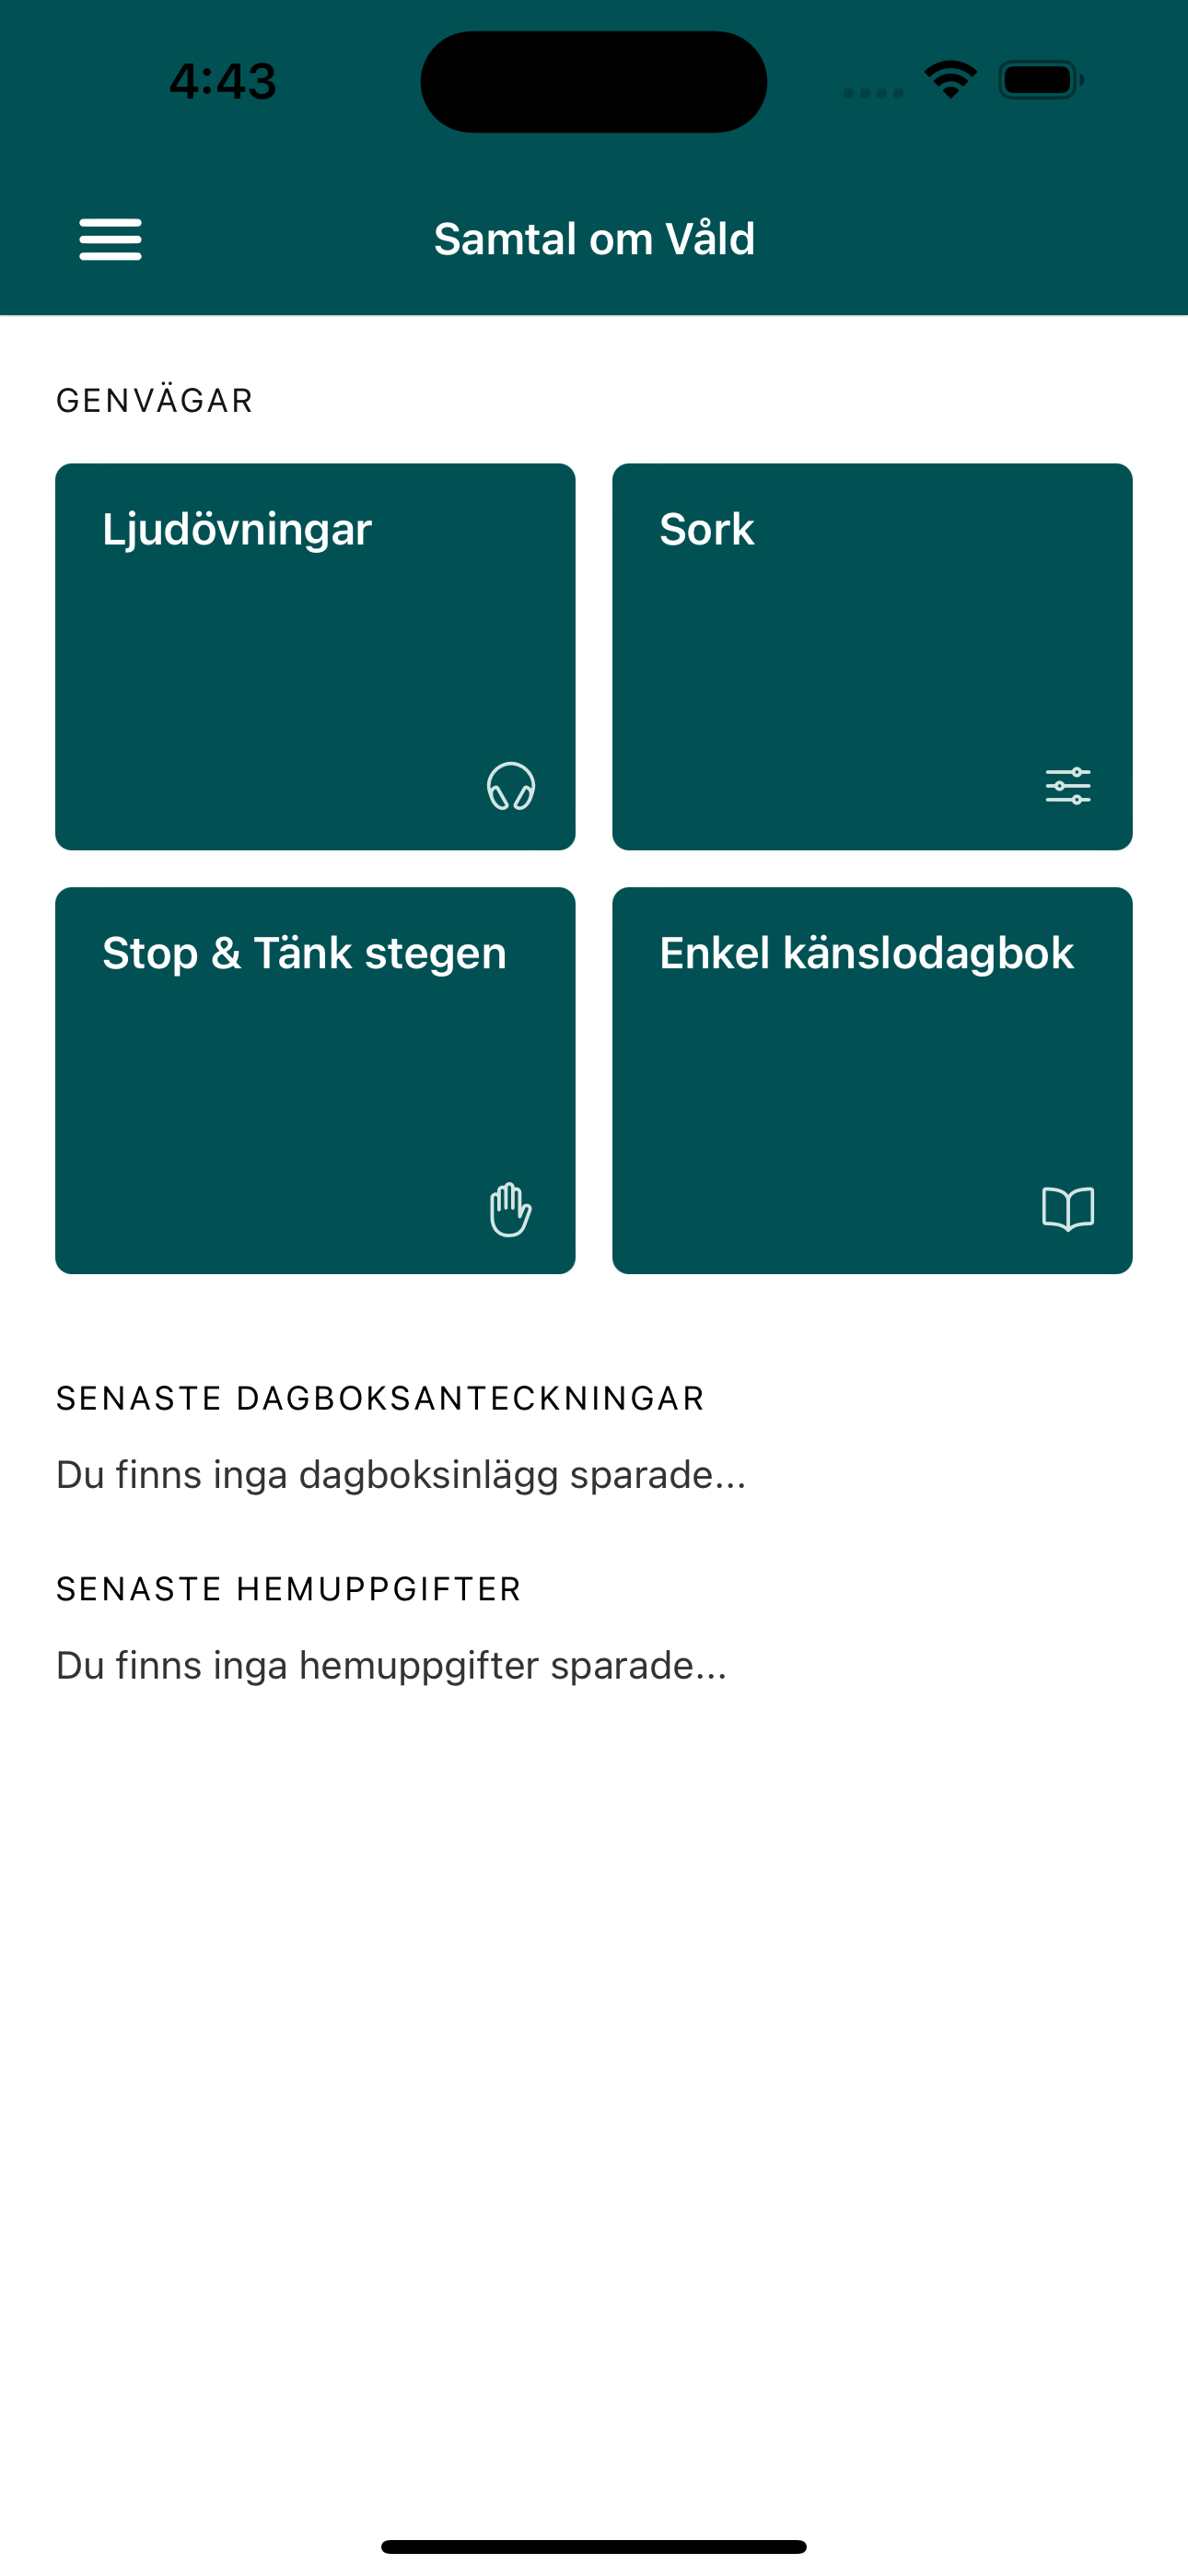 4:43
Samtal om Våld
GENVÄGAR
Ljudövningar
Sork
Stop & Tänk stegen
Enkel känslodagbok
SENASTE DAGBOKSANTECKNINGAR
Du finns inga dagboksinlägg sparade...
SENASTE HEMUPPGIFTER
Du finns inga hemuppgifter sparade...